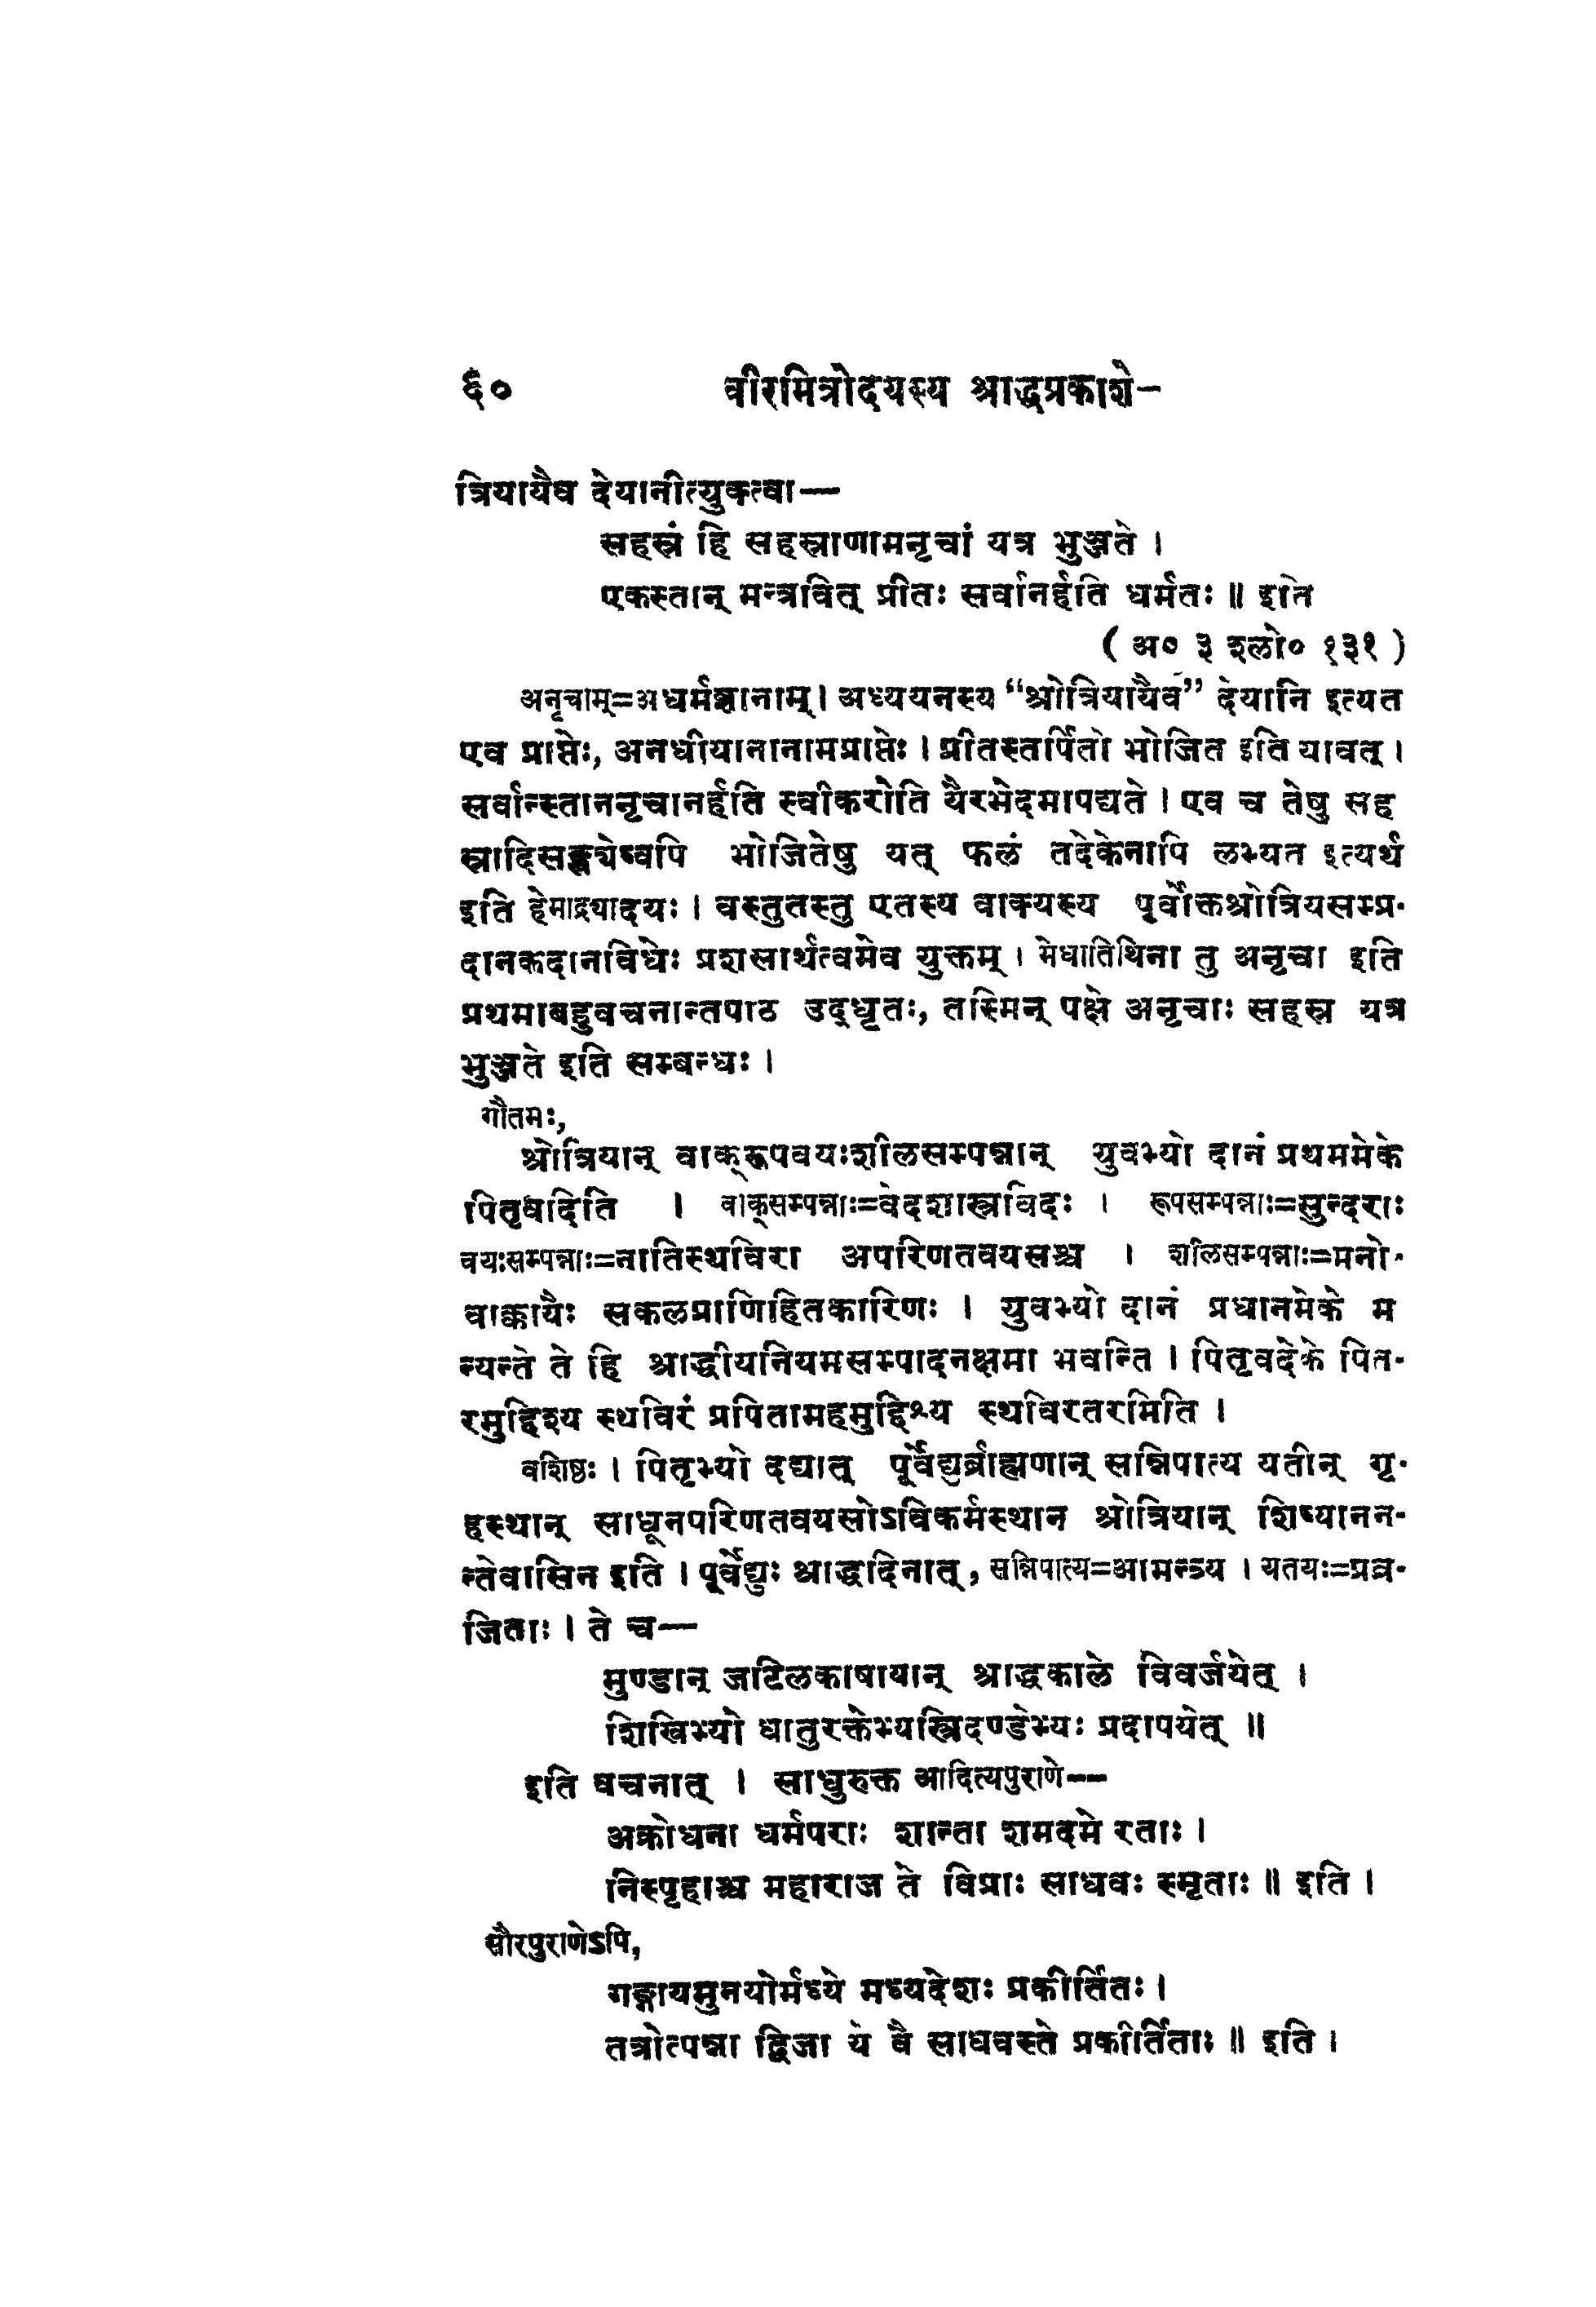 ६० वीरमित्रोदयस्य श्राद्धप्रकाशे-
त्रियायैव देयानीत्युक्त्वा—
सहस्रं हि सहस्राणामनृचां यत्र भुञ्जते ।
एकस्तान् मन्त्रवित् प्रीतः सर्वानर्हति धर्मतः ॥ इति
( अ० ३ श्लो० १३१ )
अनृचाम्=अधर्मज्ञानाम्। अध्ययनस्य “श्रोत्रियायैव” देयानि इत्यत
एव प्राप्तेः, अनधीयानानामप्राप्तेः । प्रीतस्तर्पितो भोजित इति यावत् ।
सर्वान्स्ताननृचानर्हति स्वीकरोति यैरभेदमापद्यते । एव च तेषु सह
स्रादिसङ्ख्येष्वपि भोजितेषु यत् फलं तदेकेनापि लभ्यत इत्यर्थ
इति हेमाद्र्यादयः । वस्तुतस्तु एतस्य वाक्यस्य पूर्वोक्तश्रोत्रियसम्प्र-
दानकदानविधेः प्रशसार्थत्वमेव युक्तम् । मेधातिथिना तु अनृचा इति
प्रथमाबहुवचनान्तपाठ उद्धृतः, तस्मिन् पक्षे अनृचाः सहस्र यत्र
भुञ्जते इति सम्बन्धः ।
गौतमः,
श्रोत्रियान् वाक्रूपवयःशीलसम्पन्नान् युवभ्यो दानं प्रथममेके
पितृवदिति । वाक्सम्पन्नाः=वेदशास्त्रविदः । रूपसम्पन्नाः=सुन्दराः
वयःसम्पन्नाः=नातिस्थविरा अपरिणतवयसश्च । शीलसम्पन्नाः=मनो-
वाक्कायैः सकलप्राणिहितकारिणः । युवभ्यो दानं प्रधानमेके म
न्यन्ते ते हि श्राद्धीयनियमसम्पादनक्षमा भवन्ति । पितृवदेके पित-
रमुद्दिश्य स्थविरं प्रपितामहमुद्दिश्य स्थविरतरमिति ।
वशिष्ठः । पितृभ्यो दद्यात् पूर्वेद्युर्ब्राह्मणान् सन्निपात्य यतीन् गृ-
हस्थान् साधूनपरिणतवयसोऽविकर्मस्थान श्रोत्रियान् शिष्यानन-
न्तेवासिन इति । पूर्वेद्युः श्राद्धदिनात्, सन्निपात्य=आमन्त्र्य । यतयः=प्रव्र-
जिताः । ते च—
मुण्डान् जटिलकाषायान् श्राद्धकाले विवर्जयेत् ।
शिखिभ्यो धातुरक्तेभ्यस्त्रिदण्डेभ्यः प्रदापयेत् ॥
इति वचनात् । साधुरुक्त आदित्यपुराणे--
अक्रोधना धर्मपराः शान्ता शमदमे रताः ।
निस्पृहाश्च महाराज ते विप्राः साधवः स्मृताः ॥ इति ।
सौरपुराणेऽपि,
गङ्गायमुनयोर्मध्ये मध्यदेशः प्रकीर्तितः ।
तत्रोत्पन्ना द्विजा ये वै साधवस्ते प्रकीर्तिताः ॥ इति ।